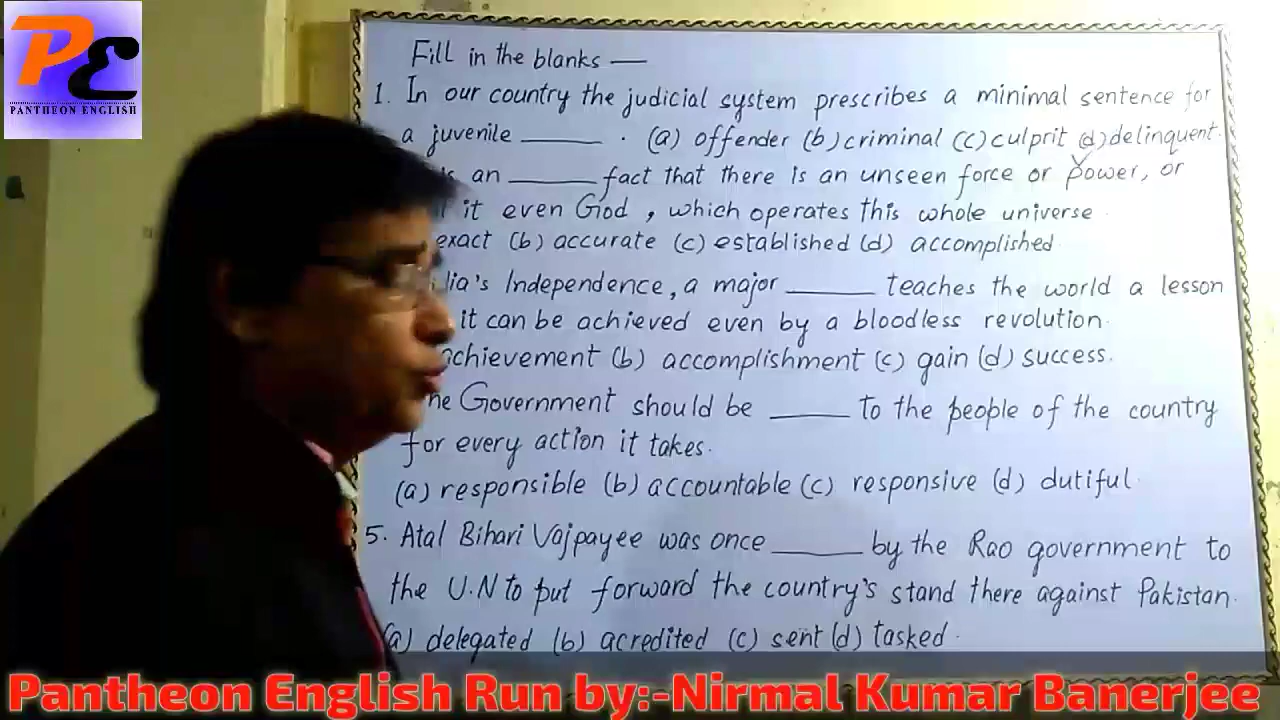 PE
PANTHEON ENGLISH
Fill in the blanks —
1. In our country the judicial system prescribes a minimal sentence for
a juvenile ______ . (a) offender (b) criminal (c) culprit (d) delinquent.
an ______ fact that there is an unseen force or power, or
it even God , which operates this whole universe .
exact (b) accurate (c) established (d) accomplished.
dia's Independence, a major ______ teaches the world a lesson
it can be achieved even by a bloodless revolution.
achievement (b) accomplishment (c) gain (d) success.
he Government should be ______ to the people of the country
for every action it takes.
(a) responsible (b) accountable (c) responsive (d) dutiful.
5. Atal Bihari Vajpayee was once ______ by the Rao government to
the U.N to put forward the country's stand there against Pakistan.
(a) delegated (b) acredited (c) sent (d) tasked.
Pantheon English Run by:-Nirmal Kumar Banerjee